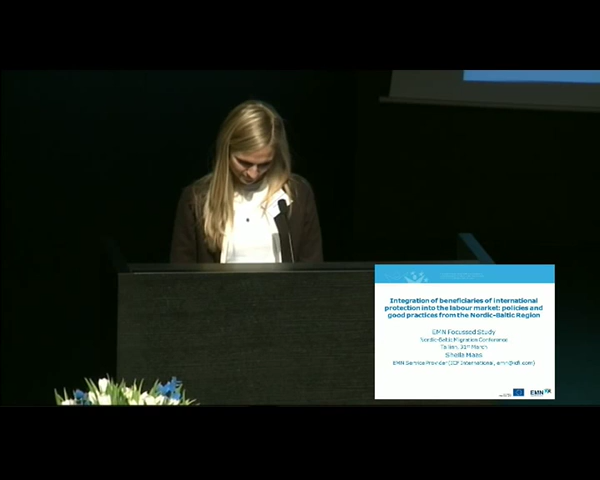 Integration of beneficiaries of international
protection into the labour market: policies and
good practices from the Nordic-Baltic Region
EMN Focussed Study
Nordic-Baltic Migration Conference
Tallinn, 31st March
Sheila Maas
EMN Service Provider (ICF International, emn@icfi.com)
EMN